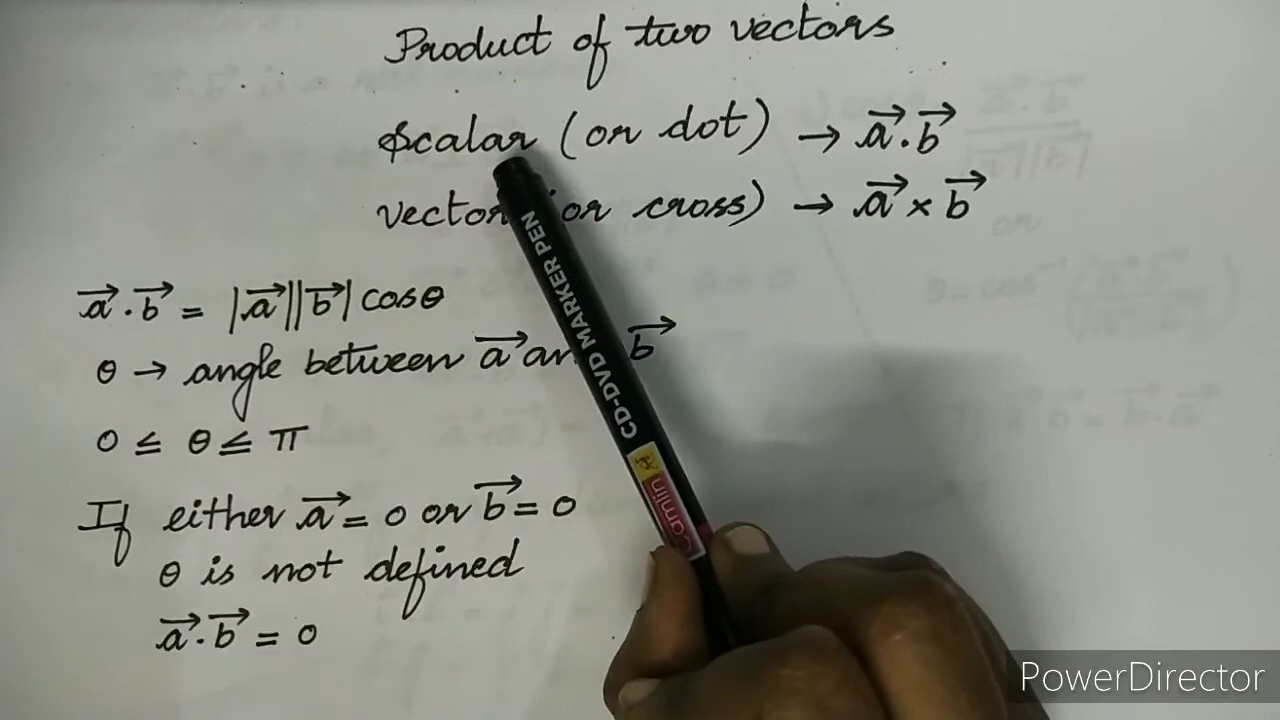 Product of two vectors
Scalar (or dot) → a⃗.b⃗
vector (or cross) → a⃗ × b⃗
a⃗.b⃗ = |a⃗||b⃗| cosθ
θ → angle between a⃗ an b⃗
0 ≤ θ ≤ π
If either a⃗ = 0 or b⃗ = 0
θ is not defined
a⃗.b⃗ = 0
CD-DVD MARKER PEN
Camlin
PowerDirector